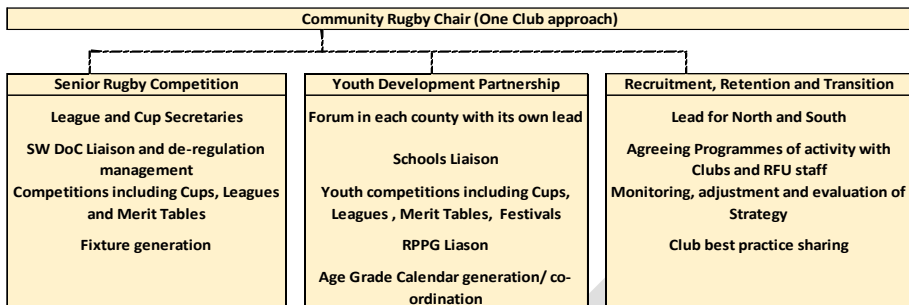 Community Rugby Chair (One Club approach)
Senior Rugby Competition
League and Cup Secretaries
SW DoC Liaison and de-regulation
management
Competitions including Cups, Leagues
and Merit Tables
Fixture generation
Youth Development Partnership
Forum in each county with its own lead
Schools Liaison
Youth competitions including Cups,
Leagues , Merit Tables, Festivals
RPPG Liason
Age Grade Calendar generation/ co-
ordination
Recruitment, Retention and Transition
Lead for North and South
Agreeing Programmes of activity with
Clubs and RFU staff
Monitoring, adjustment and evaluation of
Strategy
Club best practice sharing